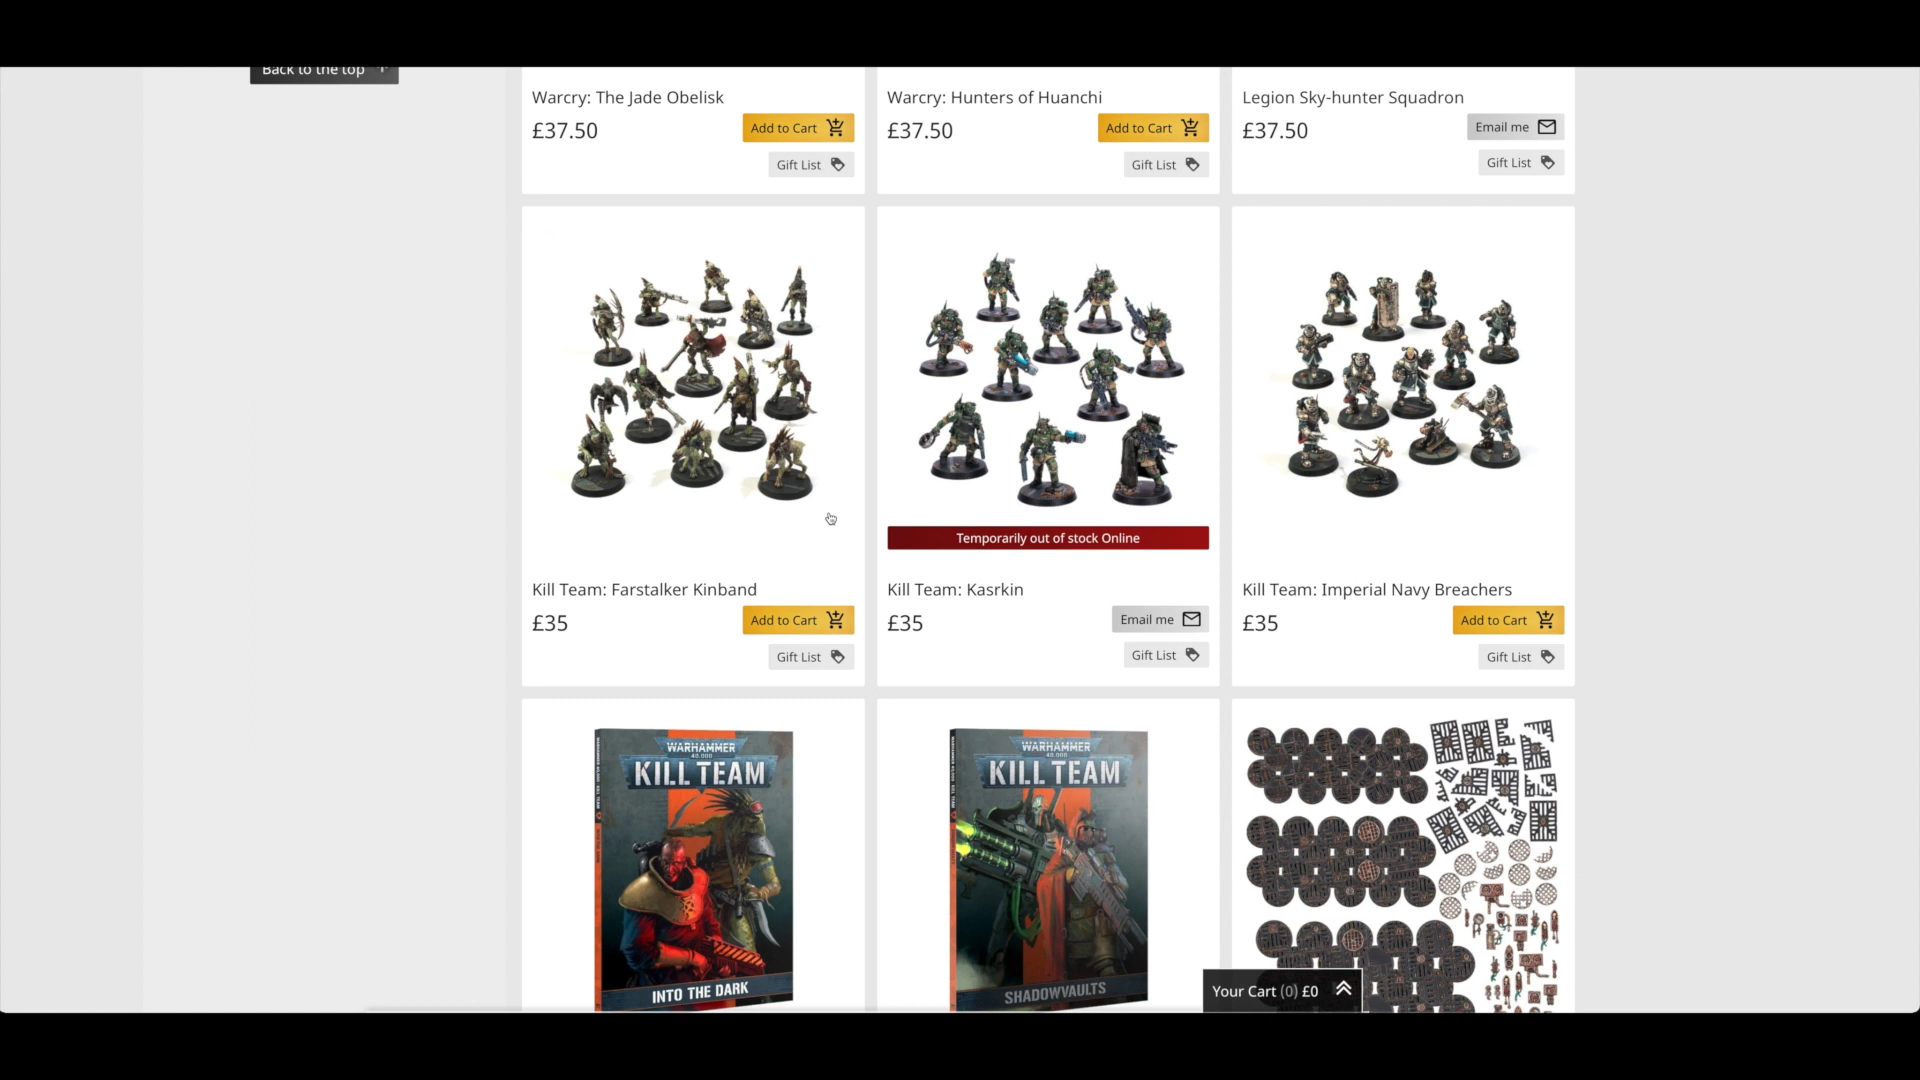 Back to the top
Warcry: The Jade Obelisk
£37.50
Add to Cart
Gift List
Warcry: Hunters of Huanchi
£37.50
Add to Cart
Gift List
Legion Sky-hunter Squadron
£37.50
Email me
Gift List
Temporarily out of stock Online
Kill Team: Farstalker Kinband
£35
Add to Cart
Gift List
Kill Team: Kasrkin
£35
Email me
Gift List
Kill Team: Imperial Navy Breachers
£35
Add to Cart
Gift List
WARHAMMER
40,000
KILL TEAM
INTO THE DARK
WARHAMMER
40,000
KILL TEAM
SHADOWVAULTS
Your Cart (0) £0